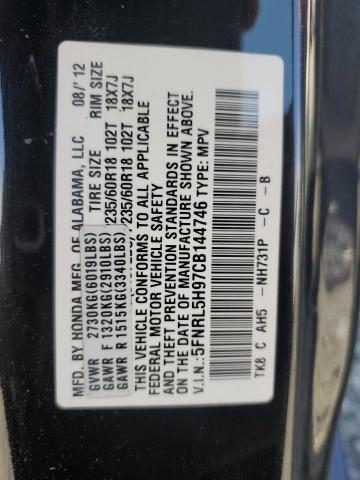 MFD. BY HONDA MFG. OF ALABAMA, LLC 08/'12
TIRE SIZE RIM SIZE
GVWR 2730KG(6019LBS)
GAWR F 1320KG(2910LBS) 235/60R18 102T 18X7J
GAWR R 1515KG(3340LBS) 235/60R18 102T 18X7J
THIS VEHICLE CONFORMS TO ALL APPLICABLE
FEDERAL MOTOR VEHICLE SAFETY
AND THEFT PREVENTION STANDARDS IN EFFECT
ON THE DATE OF MANUFACTURE SHOWN ABOVE.
V.I.N.:5FNRL5H97CB144746 TYPE: MPV
TK8 C AH5 - NH731P - C - B